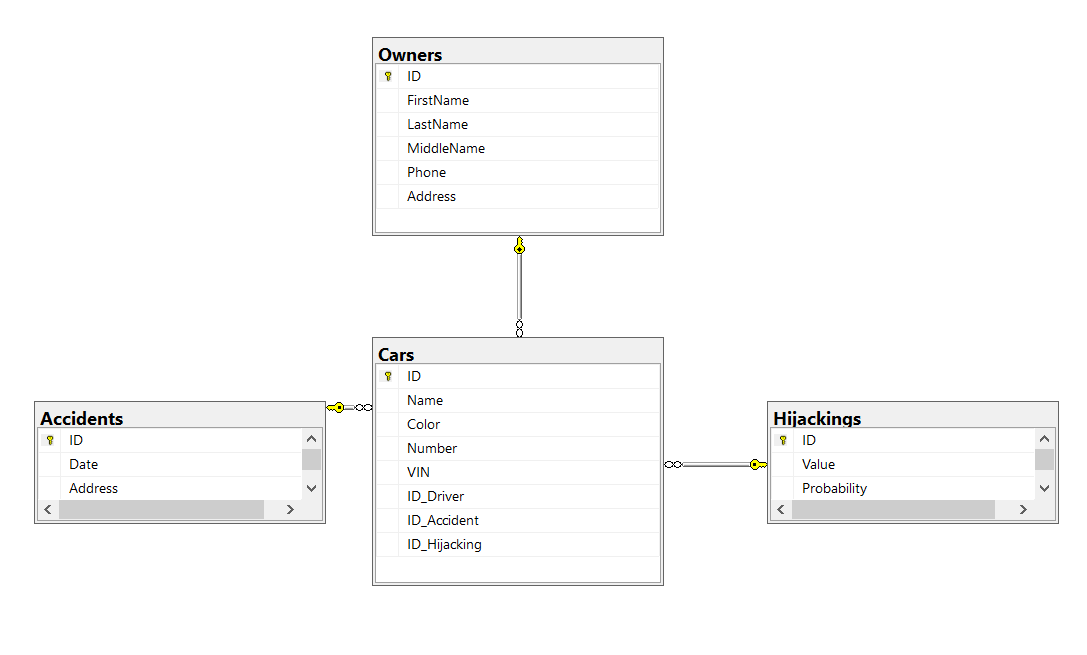 Owners
ID
FirstName
LastName
MiddleName
Phone
Address
Cars
ID
Name
Color
Number
VIN
ID_Driver
ID_Accident
ID_Hijacking
Accidents
ID
Date
Address
Hijackings
ID
Value
Probability